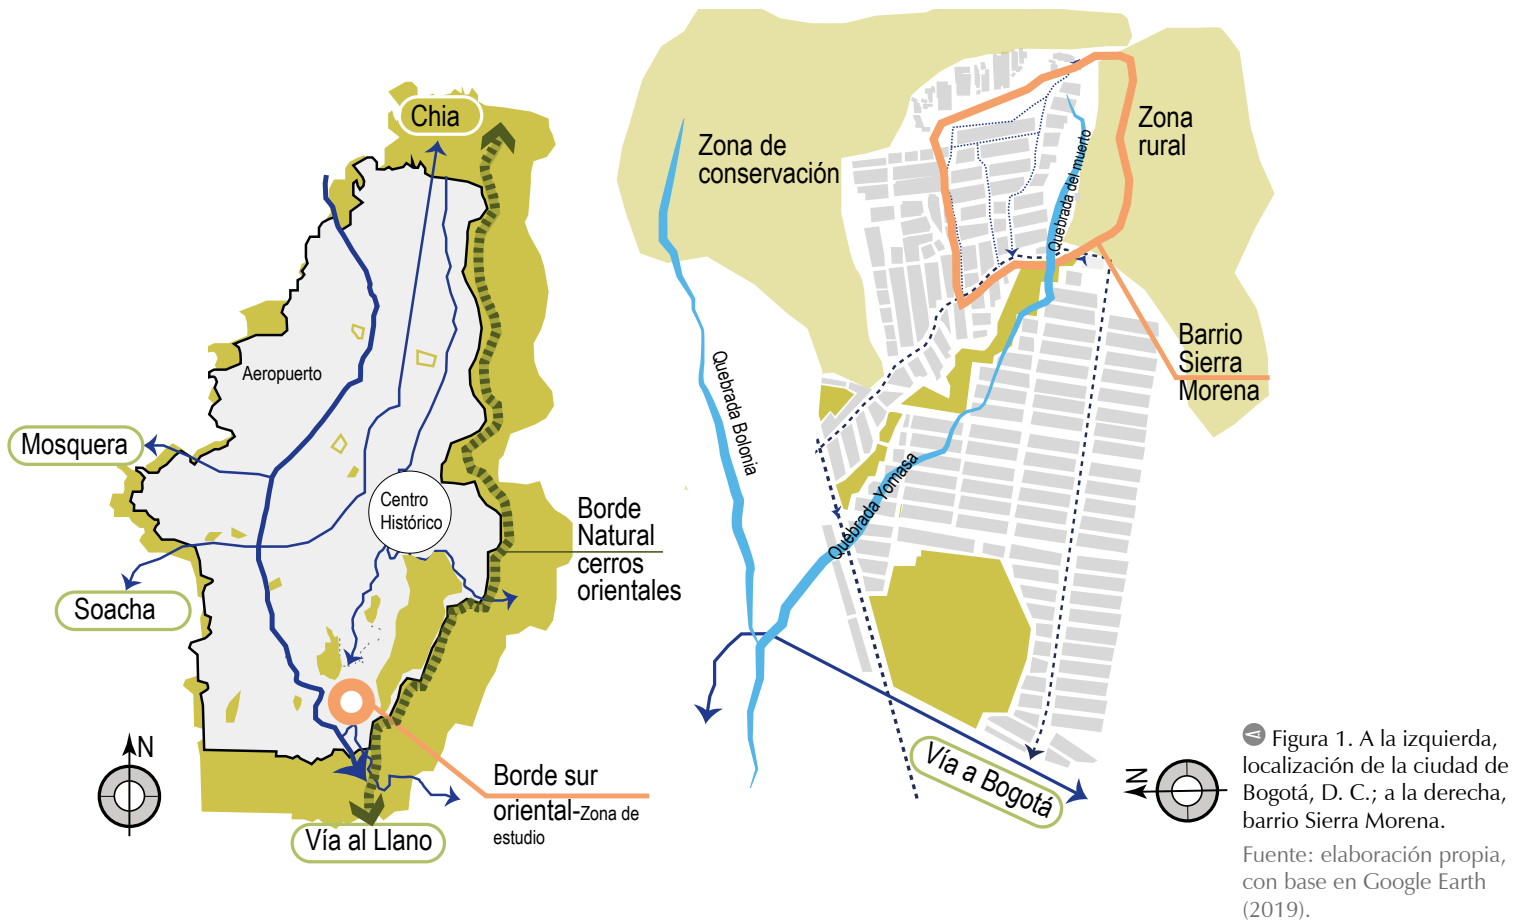 Chia
Aeropuerto
Mosquera
Centro
Histórico
Soacha
Borde
Natural
cerros
orientales
N
Borde sur
oriental-Zona de
estudio
Vía al Llano
Zona de
conservación
Zona
rural
Quebrada del muerto
Barrio
Sierra
Morena
Quebrada Bolonia
Quebrada Yomasa
Vía a Bogotá
N
Figura 1. A la izquierda,
localización de la ciudad de
Bogotá, D. C.; a la derecha,
barrio Sierra Morena.
Fuente: elaboración propia,
con base en Google Earth
(2019).